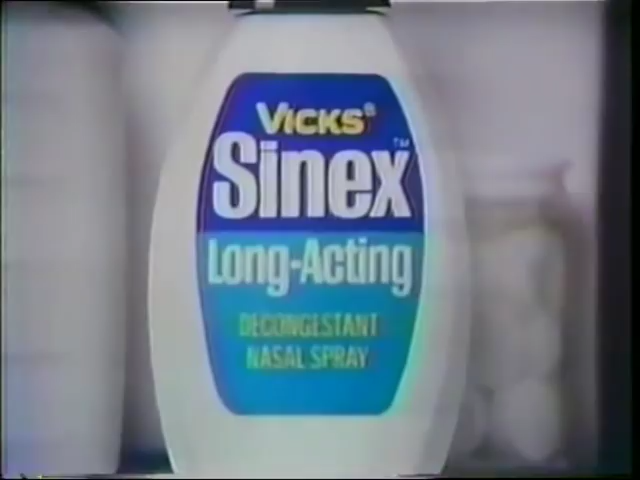 VICKS®
Sinex™
Long-Acting
DECONGESTANT
NASAL SPRAY